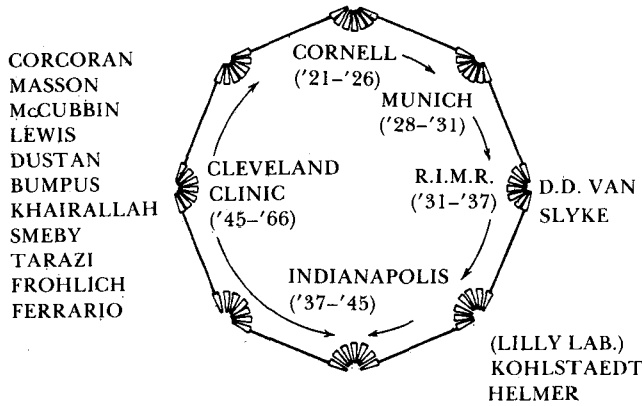 CORCORAN
MASSON
McCUBBIN
LEWIS
DUSTAN
BUMPUS
KHAIRALLAH
SMEBY
TARAZI
FROHLICH
FERRARIO
CORNELL
('21–'26)
MUNICH
('28–'31)
R.I.M.R.
('31–'37)
D.D. VAN
SLYKE
CLEVELAND
CLINIC
('45–'66)
INDIANAPOLIS
('37–'45)
(LILLY LAB.)
KOHLSTAEDT
HELMER